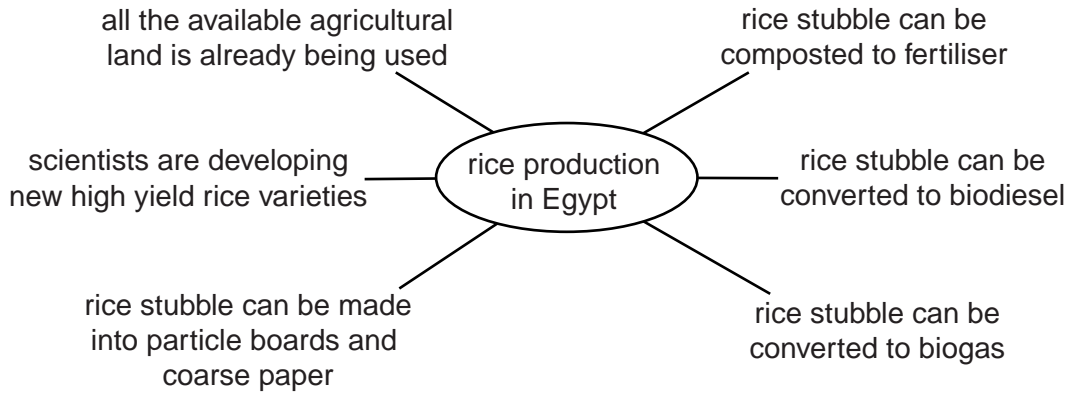 all the available agricultural
land is already being used
rice stubble can be
composted to fertiliser
scientists are developing
new high yield rice varieties
rice production
in Egypt
rice stubble can be
converted to biodiesel
rice stubble can be made
into particle boards and
coarse paper
rice stubble can be
converted to biogas